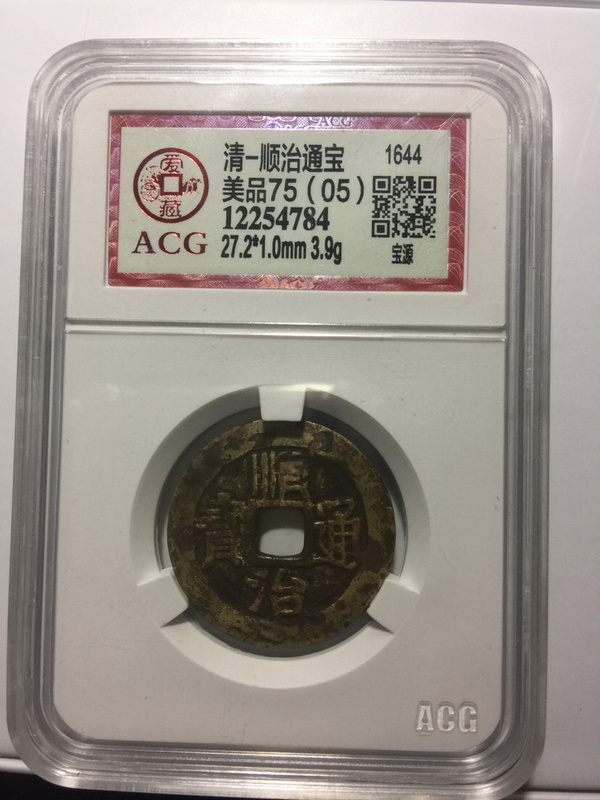 ACG
清-顺治通宝 1644
美品75(05)
12254784
27.2*1.0mm 3.9g
宝源
爱
藏
ACG
顺
通
治
ACG